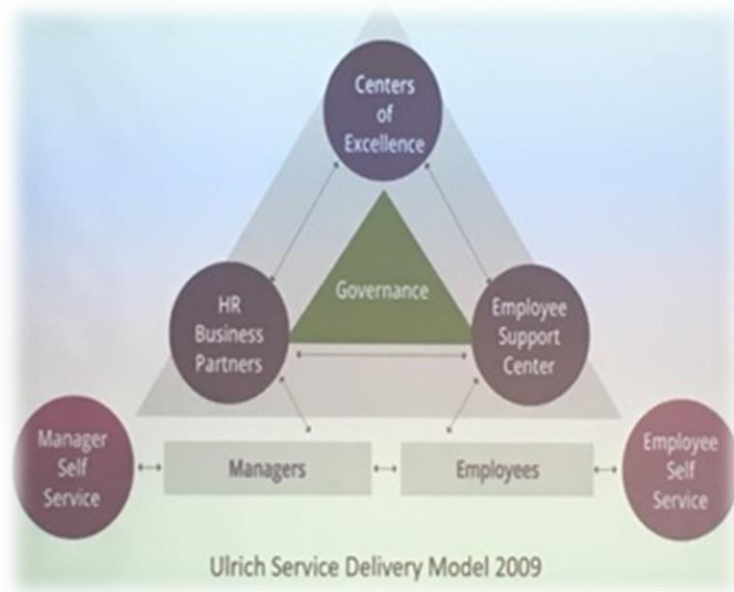 Centers
of
Excellence
Governance
HR
Business
Partners
Employee
Support
Center
Manager
Self
Service
Managers
Employees
Employee
Self
Service
Ulrich Service Delivery Model 2009